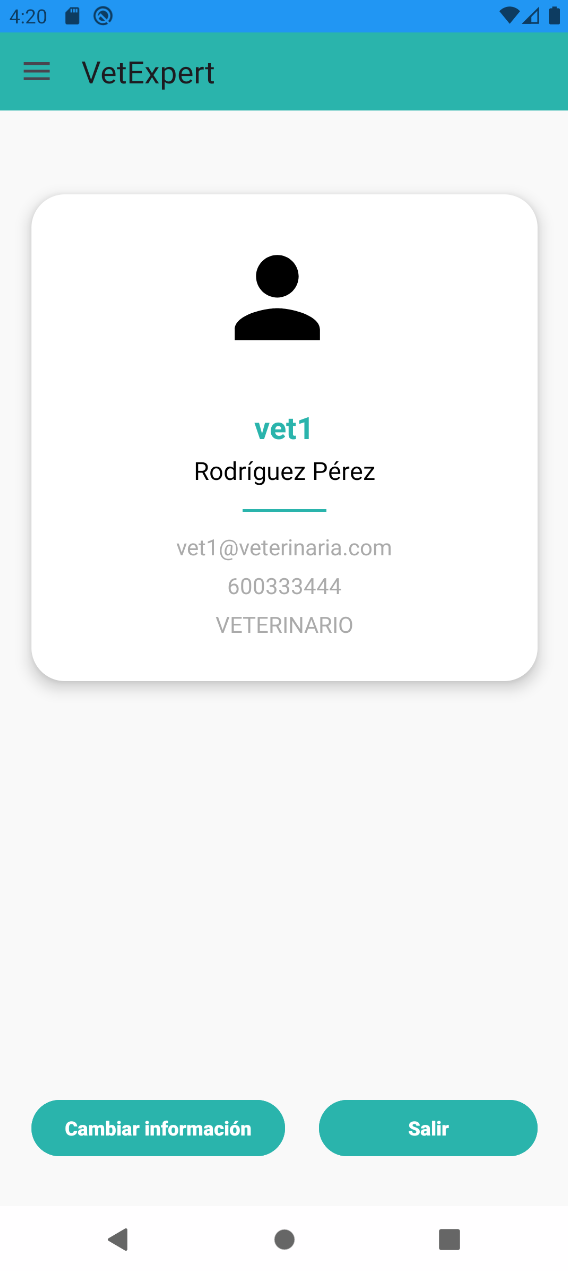 4:20
VetExpert
vet1
Rodríguez Pérez
vet1@veterinaria.com
600333444
VETERINARIO
Cambiar información
Salir